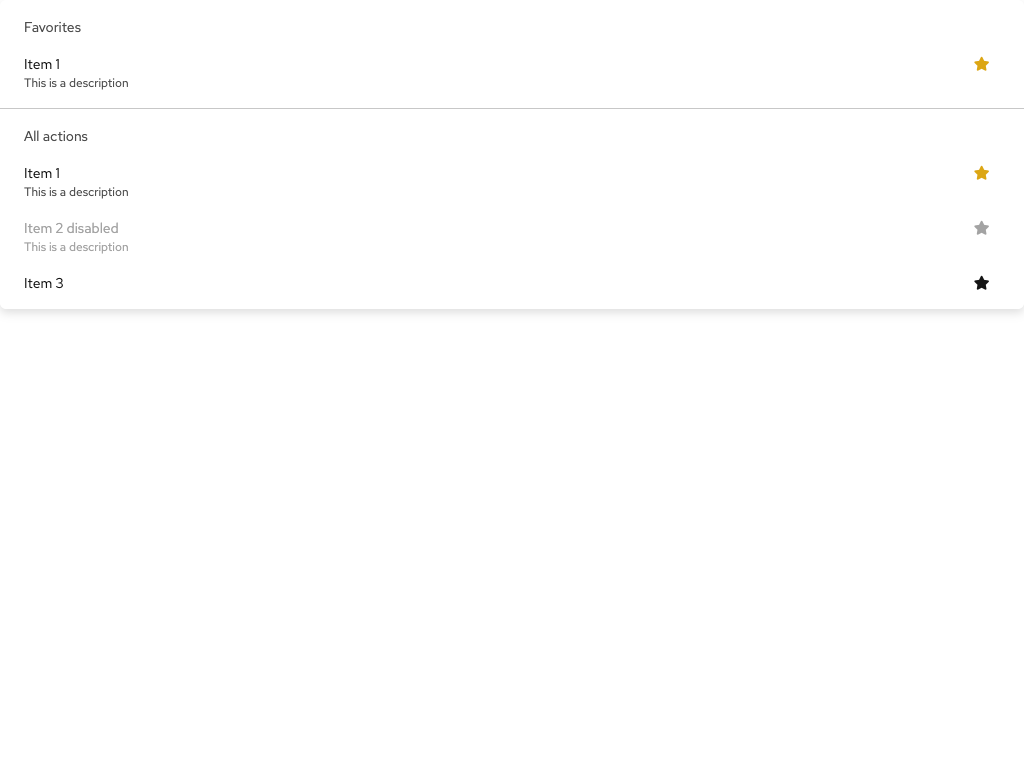 Favorites
Item 1
This is a description
All actions
Item 1
This is a description
Item 2 disabled
This is a description
Item 3